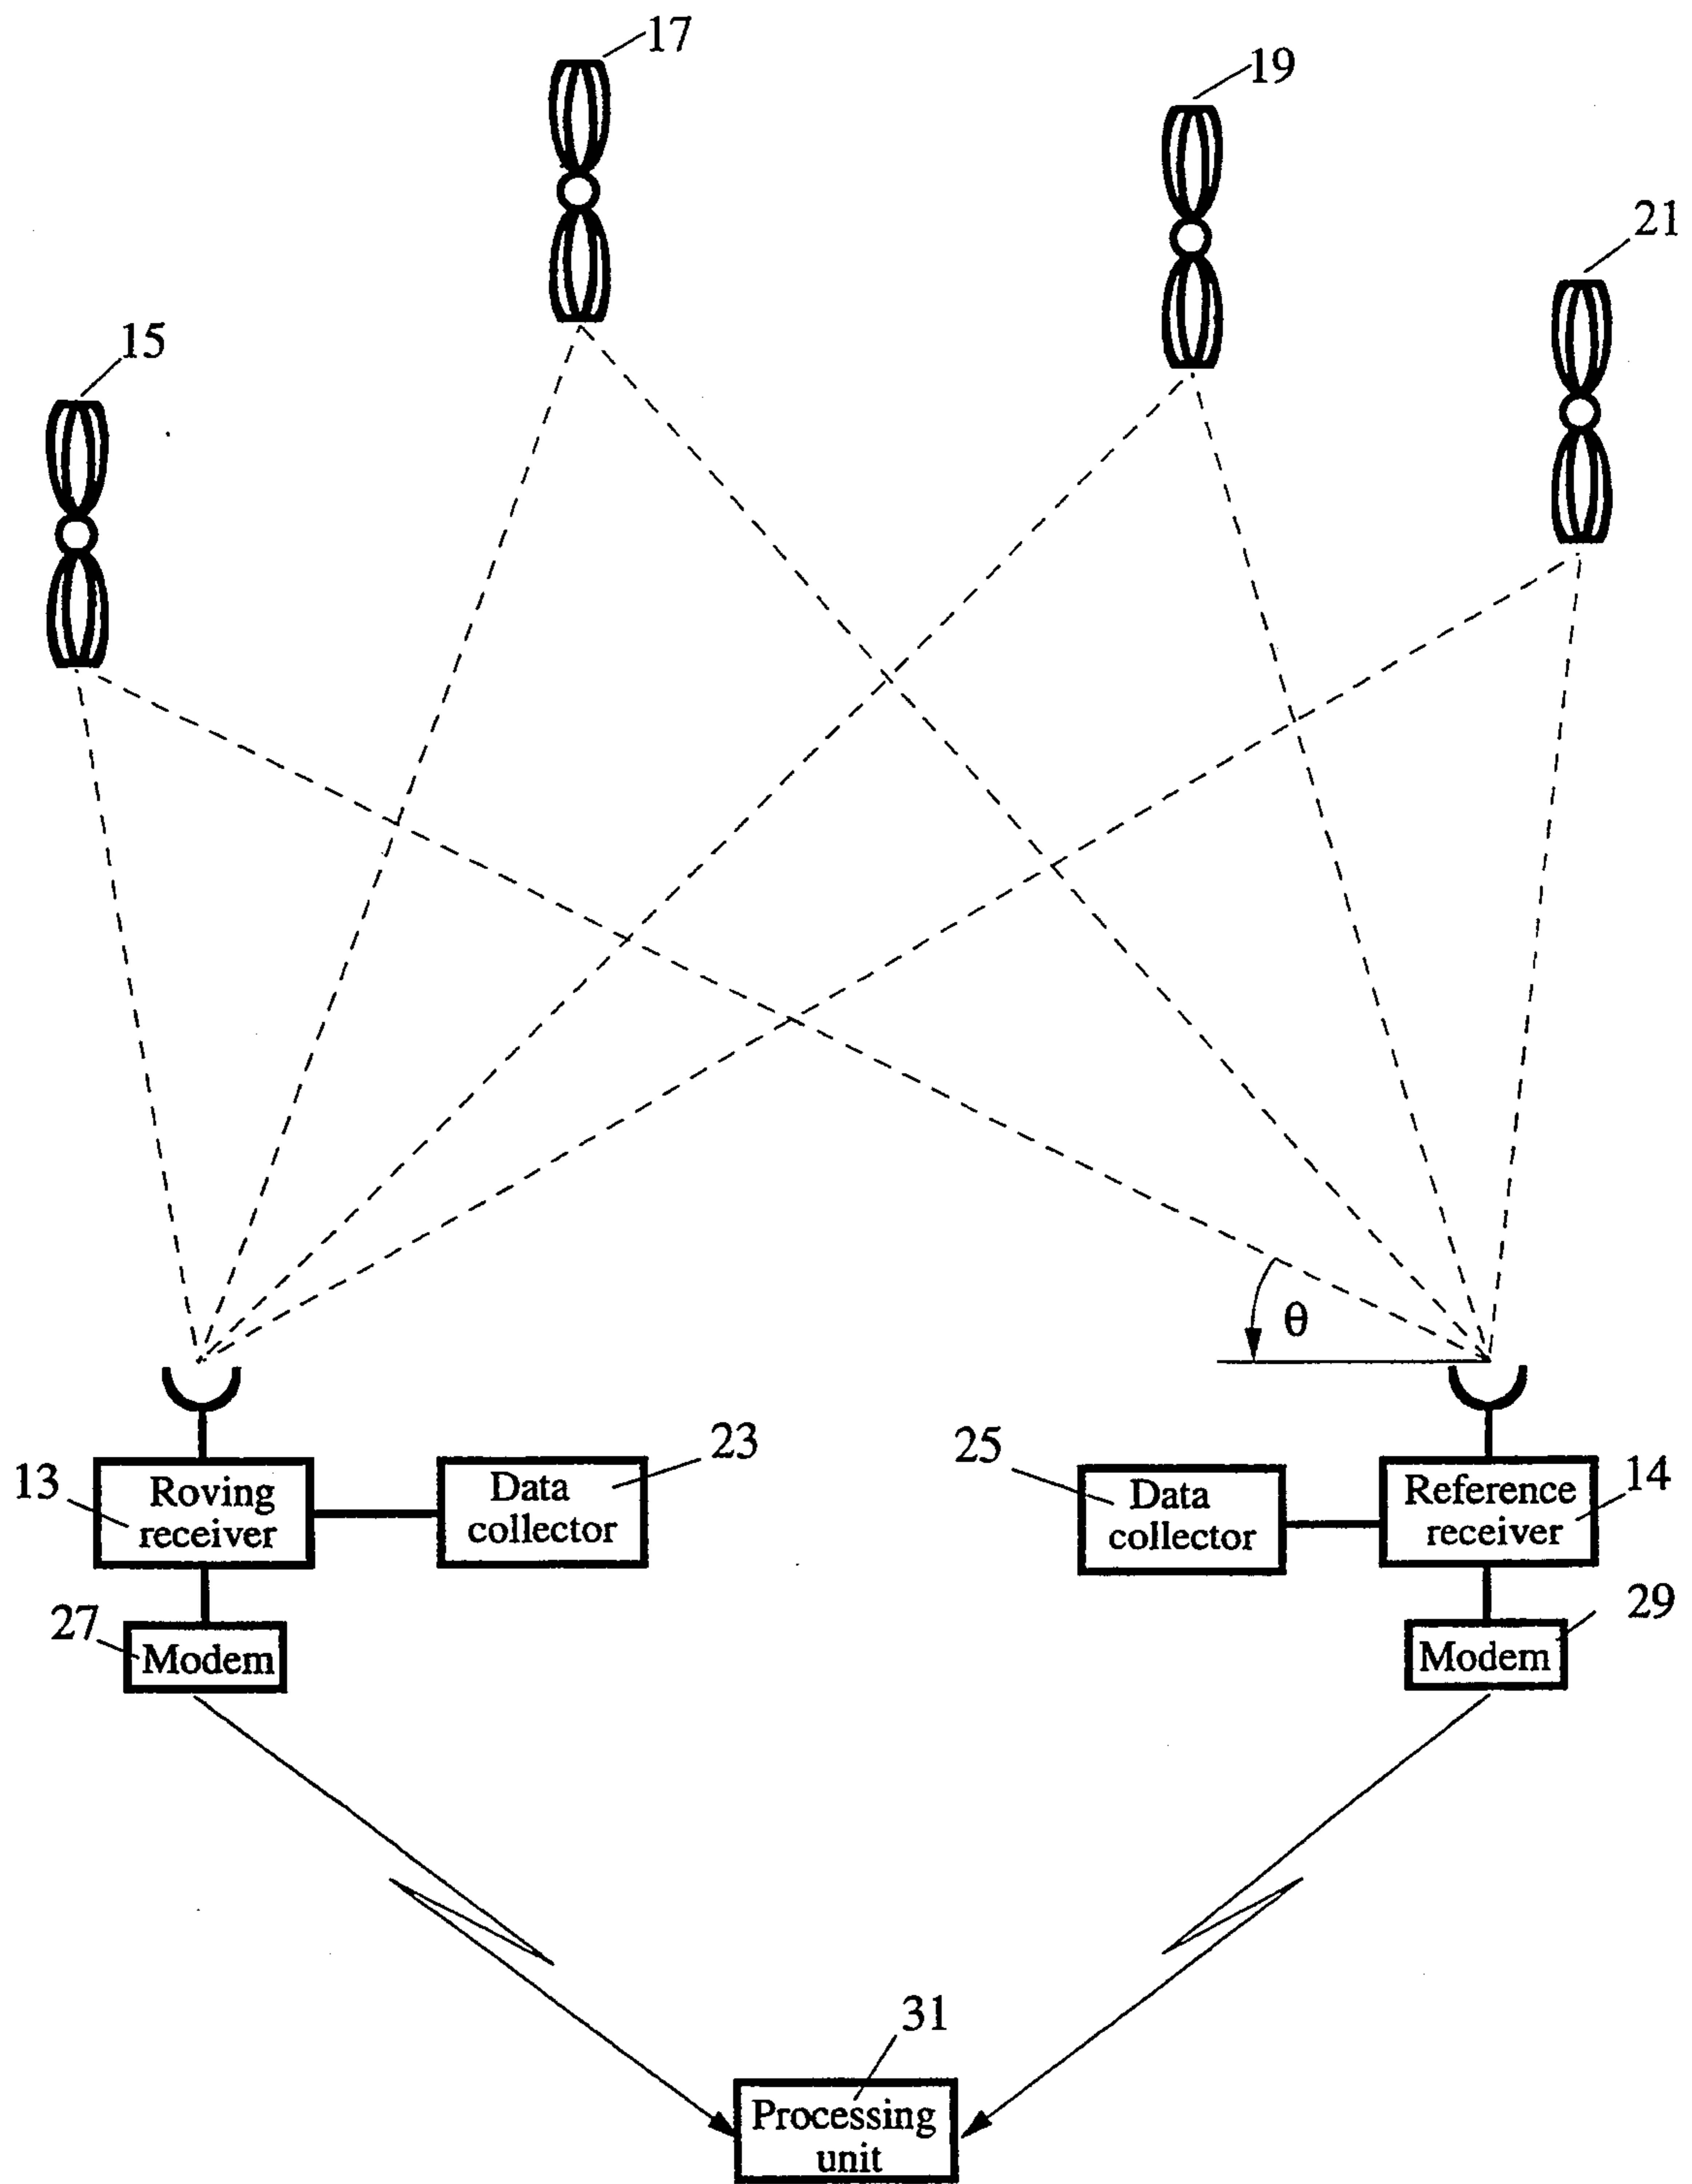 17
19
21
15
θ
13
Roving
receiver
Data
collector
23
25
Data
collector
Reference
receiver
14
27
Modem
Modem
29
31
Processing
unit